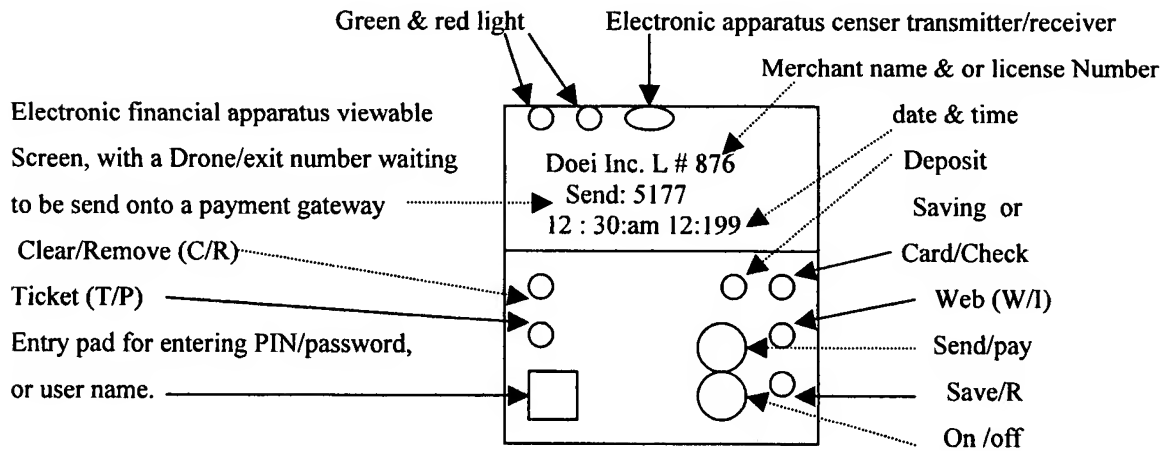 Green & red light
Electronic apparatus censer transmitter/receiver
Merchant name & or license Number
Electronic financial apparatus viewable
Screen, with a Drone/exit number waiting
to be send onto a payment gateway
Clear/Remove (C/R)
Ticket (T/P)
Entry pad for entering PIN/password,
or user name.
Doei Inc. L # 876
Send: 5177
12 : 30:am 12:199
date & time
Deposit
Saving or
Card/Check
Web (W/I)
Send/pay
Save/R
On /off